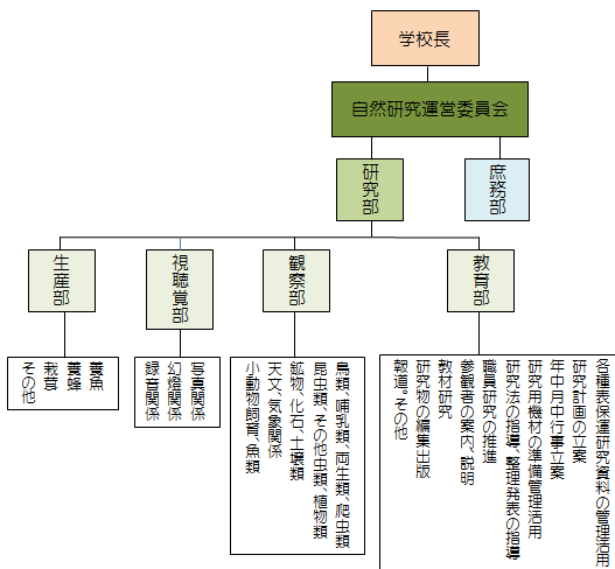 学校長
自然研究運営委員会
研究部
庶務部
生産部
視聴覚部
観察部
教育部
養魚
養蜂
栽茸
その他
写真関係
幻燈関係
録音関係
鳥類、哺乳類、両生類、爬虫類
昆虫類、その他虫類、植物類
鉱物、化石、土壌類
天文、気象関係
小動物飼育、魚類
各種表保運研究資料の管理活用
研究計画の立案
年中月中行事立案
研究用機材の準備管理活用
研究法の指導、整理発表の指導
職員研究の推進
参観者の案内、説明
教材研究
研究物の編集出版
報道。その他